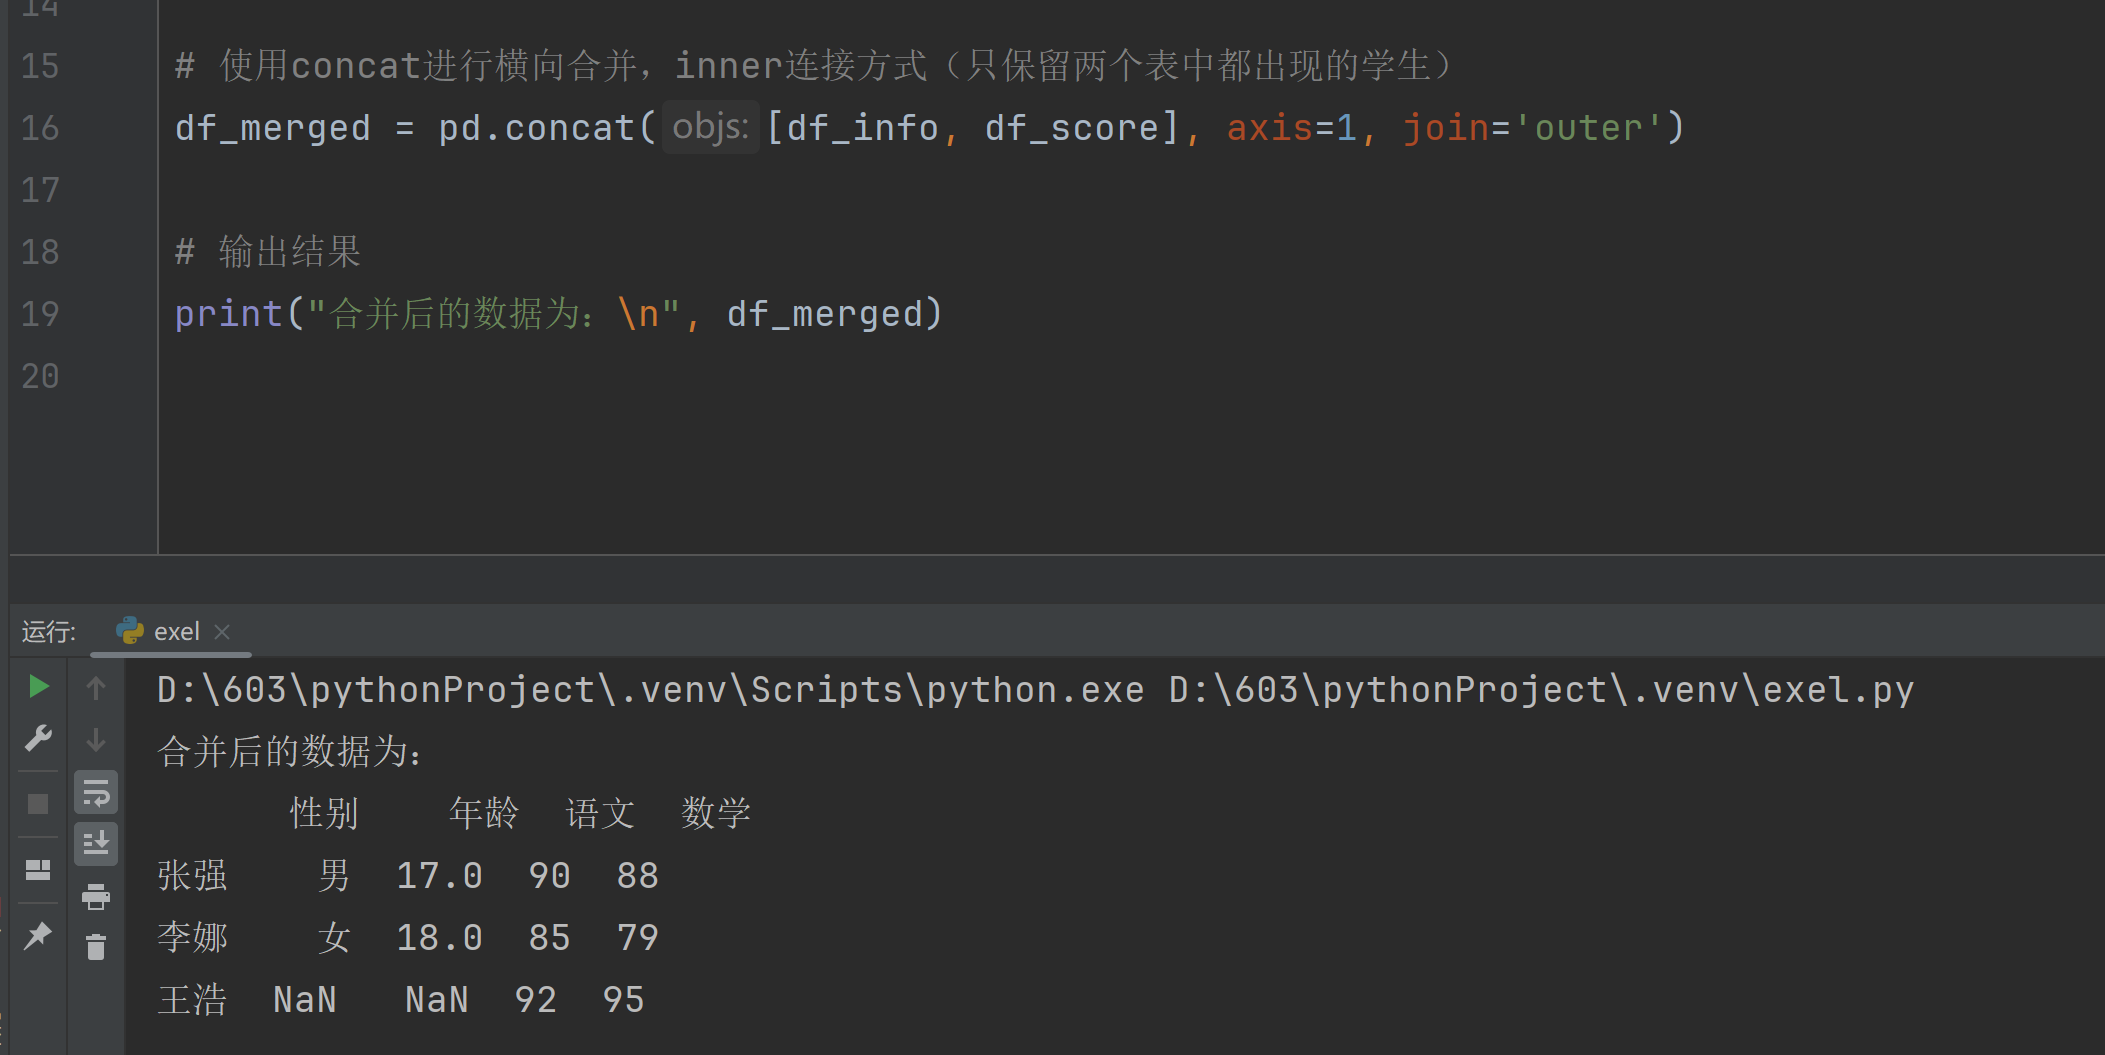 14
15 # 使用concat进行横向合并，inner连接方式（只保留两个表中都出现的学生）
16 df_merged = pd.concat( objs: [df_info, df_score], axis=1, join='outer')
17
18 # 输出结果
19 print("合并后的数据为：\n", df_merged)
20
运行: exel
D:\603\pythonProject\.venv\Scripts\python.exe D:\603\pythonProject\.venv\exel.py
合并后的数据为：
性别 年龄 语文 数学
张强 男 17.0 90 88
李娜 女 18.0 85 79
王浩 NaN NaN 92 95